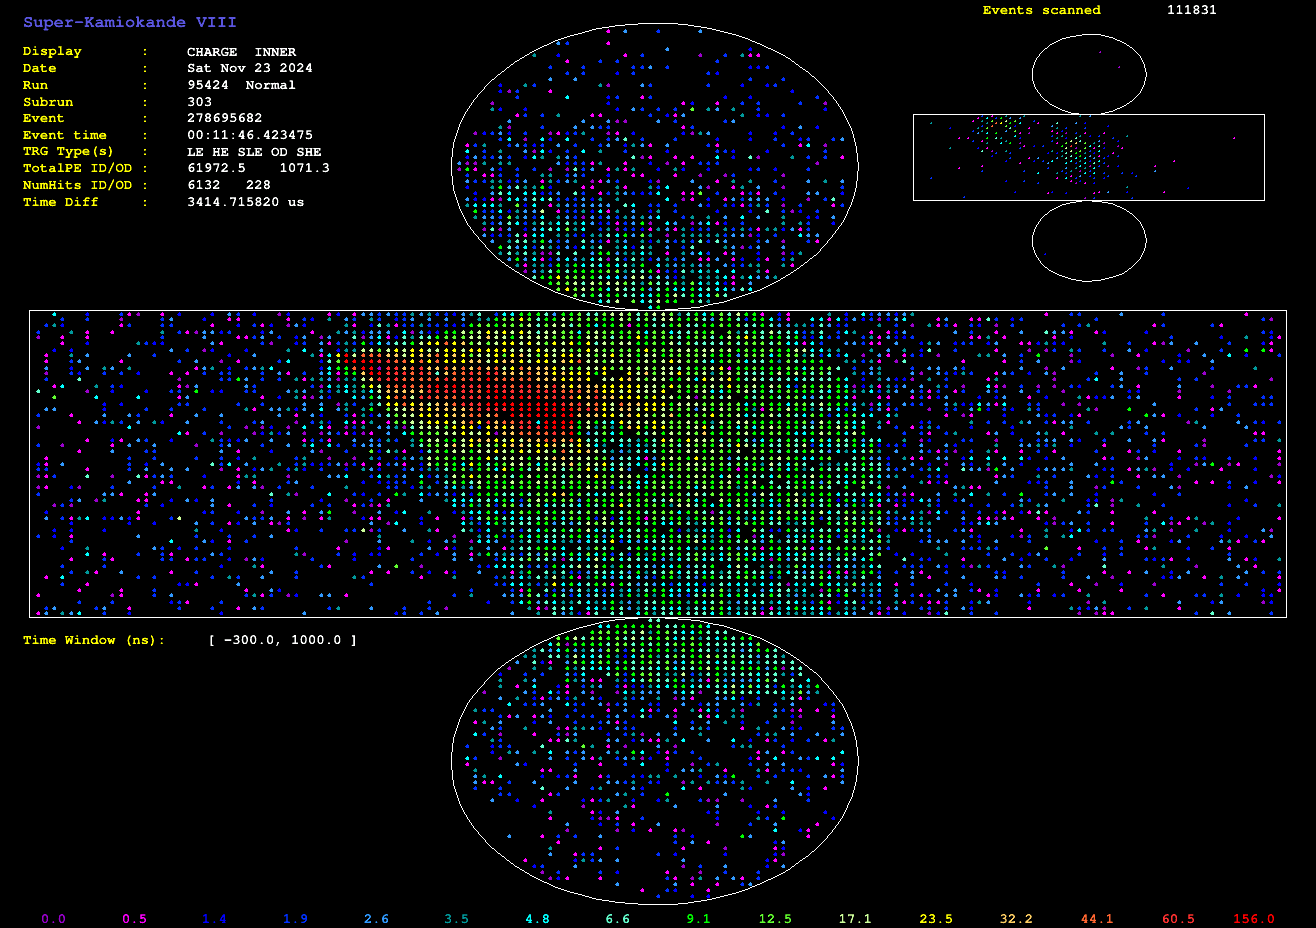 Super-Kamiokande VIII
Events scanned 111831
Display : CHARGE INNER
Date : Sat Nov 23 2024
Run : 95424 Normal
Subrun : 303
Event : 278695682
Event time : 00:11:46.423475
TRG Type(s) : LE HE SLE OD SHE
TotalPE ID/OD : 61972.5 1071.3
NumHits ID/OD : 6132 228
Time Diff : 3414.715820 us
Time Window (ns): [ -300.0, 1000.0 ]
0.0 0.5 1.4 1.9 2.6 3.5 4.8 6.6 9.1 12.5 17.1 23.5 32.2 44.1 60.5 156.0